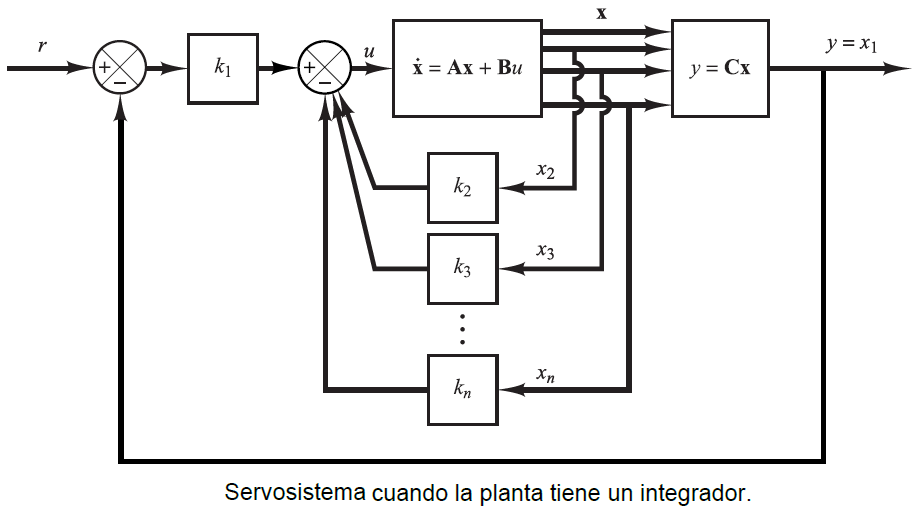 r
+
−
k1
+
−
u
ẋ = Ax + Bu
x
y = Cx
y = x1
k2
x2
k3
x3
⋮
kn
xn
Servosistema cuando la planta tiene un integrador.